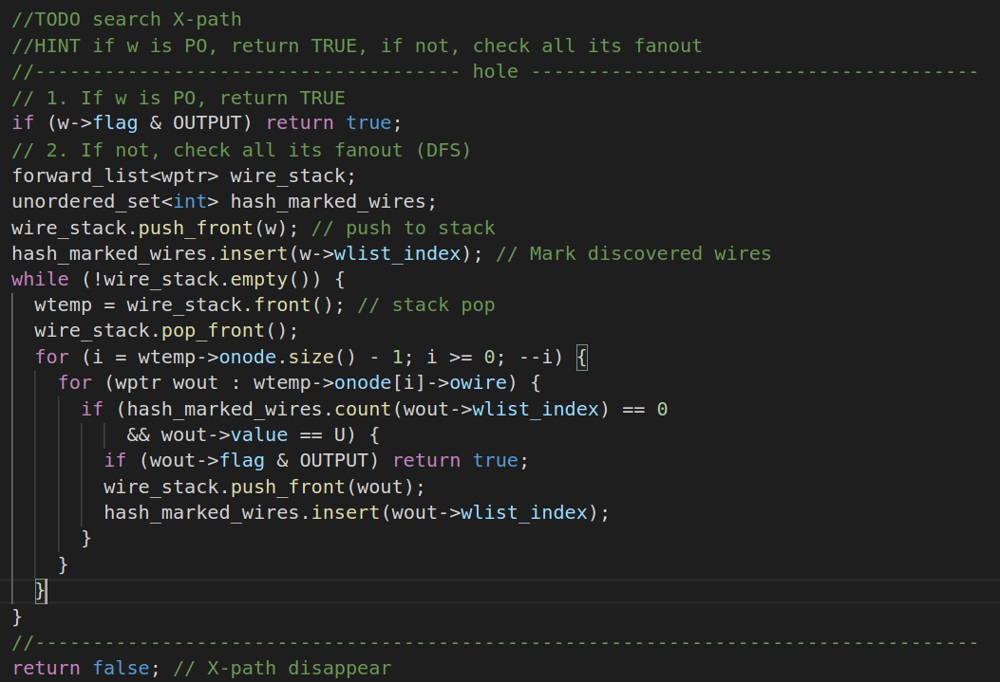 //TODO search X-path
//HINT if w is PO, return TRUE, if not, check all its fanout
//------------------------------------- hole ---------------------------------------
// 1. If w is PO, return TRUE
if (w->flag & OUTPUT) return true;
// 2. If not, check all its fanout (DFS)
forward_list<wptr> wire_stack;
unordered_set<int> hash_marked_wires;
wire_stack.push_front(w); // push to stack
hash_marked_wires.insert(w->wlist_index); // Mark discovered wires
while (!wire_stack.empty()) {
  wtemp = wire_stack.front(); // stack pop
  wire_stack.pop_front();
  for (i = wtemp->onode.size() - 1; i >= 0; --i) {
    for (wptr wout : wtemp->onode[i]->owire) {
      if (hash_marked_wires.count(wout->wlist_index) == 0
          && wout->value == U) {
        if (wout->flag & OUTPUT) return true;
        wire_stack.push_front(wout);
        hash_marked_wires.insert(wout->wlist_index);
      }
    }
  }
}
//----------------------------------------------------------------------------------
return false; // X-path disappear